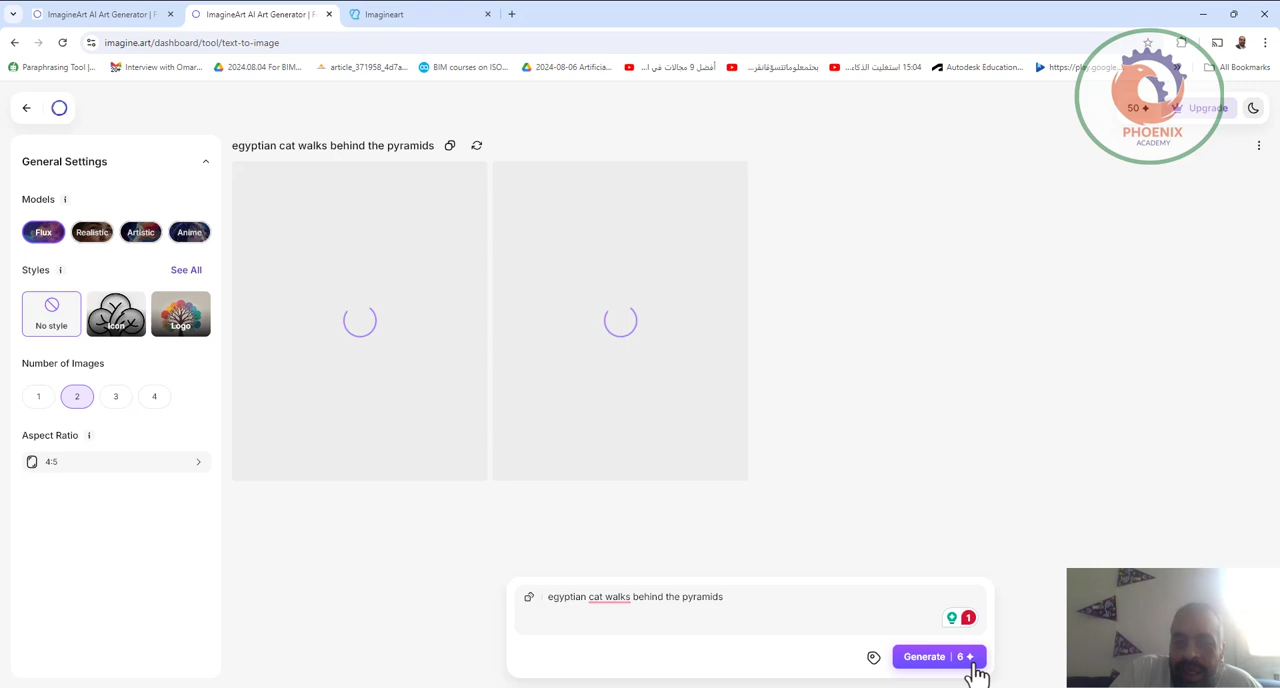 ImagineArt AI Art Generator | F
ImagineArt AI Art Generator | F
Imagineart
imagine.art/dashboard/tool/text-to-image
Paraphrasing Tool |...
Interview with Omar...
2024.08.04 For BIM...
article_371958_4d7a...
BIM courses on ISO...
2024-08-06 Artificia...
أفضل 9 مجالات في ا...
15:04 استغليت الذكاء...
Autodesk Education...
https://play.google...
All Bookmarks
50
Upgrade
PHOENIX
ACADEMY
General Settings
egyptian cat walks behind the pyramids
Models
Flux
Realistic
Artistic
Anime
Styles
See All
No style
Icon
Logo
Number of Images
1
2
3
4
Aspect Ratio
4:5
egyptian cat walks behind the pyramids
1
Generate | 6